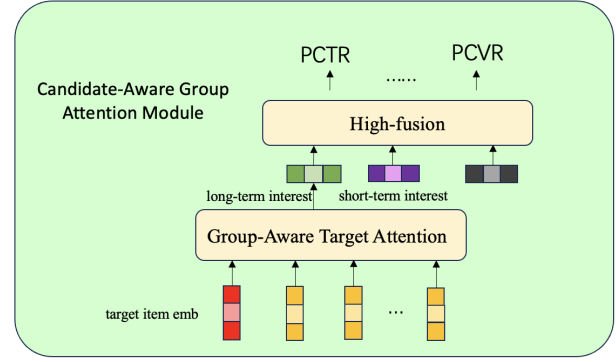 PCTR ...... PCVR
Candidate-Aware Group
Attention Module
High-fusion
long-term interest short-term interest
Group-Aware Target Attention
target item emb ...